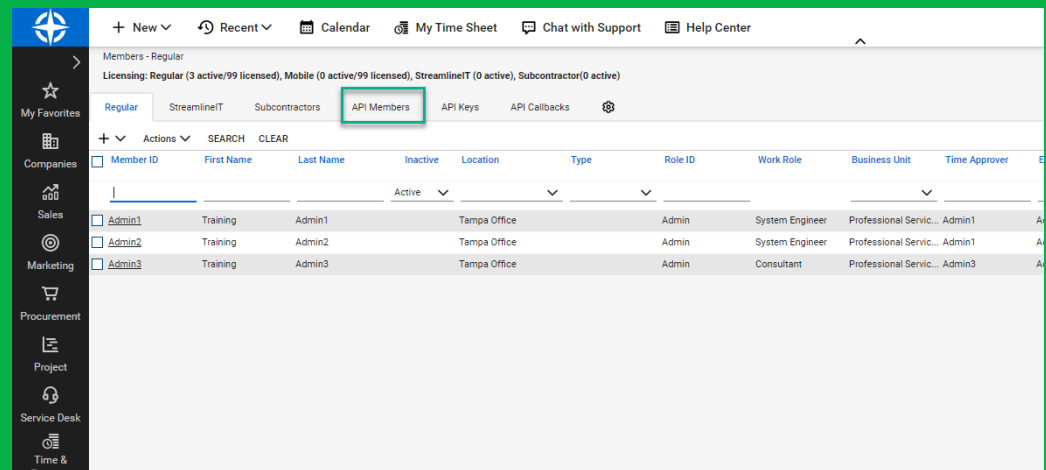 New Recent Calendar My Time Sheet Chat with Support Help Center
Members - Regular
Licensing: Regular (3 active/99 licensed), Mobile (0 active/99 licensed), StreamlineIT (0 active), Subcontractor(0 active)
Regular StreamlineIT Subcontractors API Members API Keys API Callbacks
Actions SEARCH CLEAR
Member ID First Name Last Name Inactive Location Type Role ID Work Role Business Unit Time Approver E
Active
Admin1 Training Admin1 Tampa Office Admin System Engineer Professional Servic... Admin1
Admin2 Training Admin2 Tampa Office Admin System Engineer Professional Servic... Admin1
Admin3 Training Admin3 Tampa Office Admin Consultant Professional Servic... Admin3
My Favorites
Companies
Sales
Marketing
Procurement
Project
Service Desk
Time &